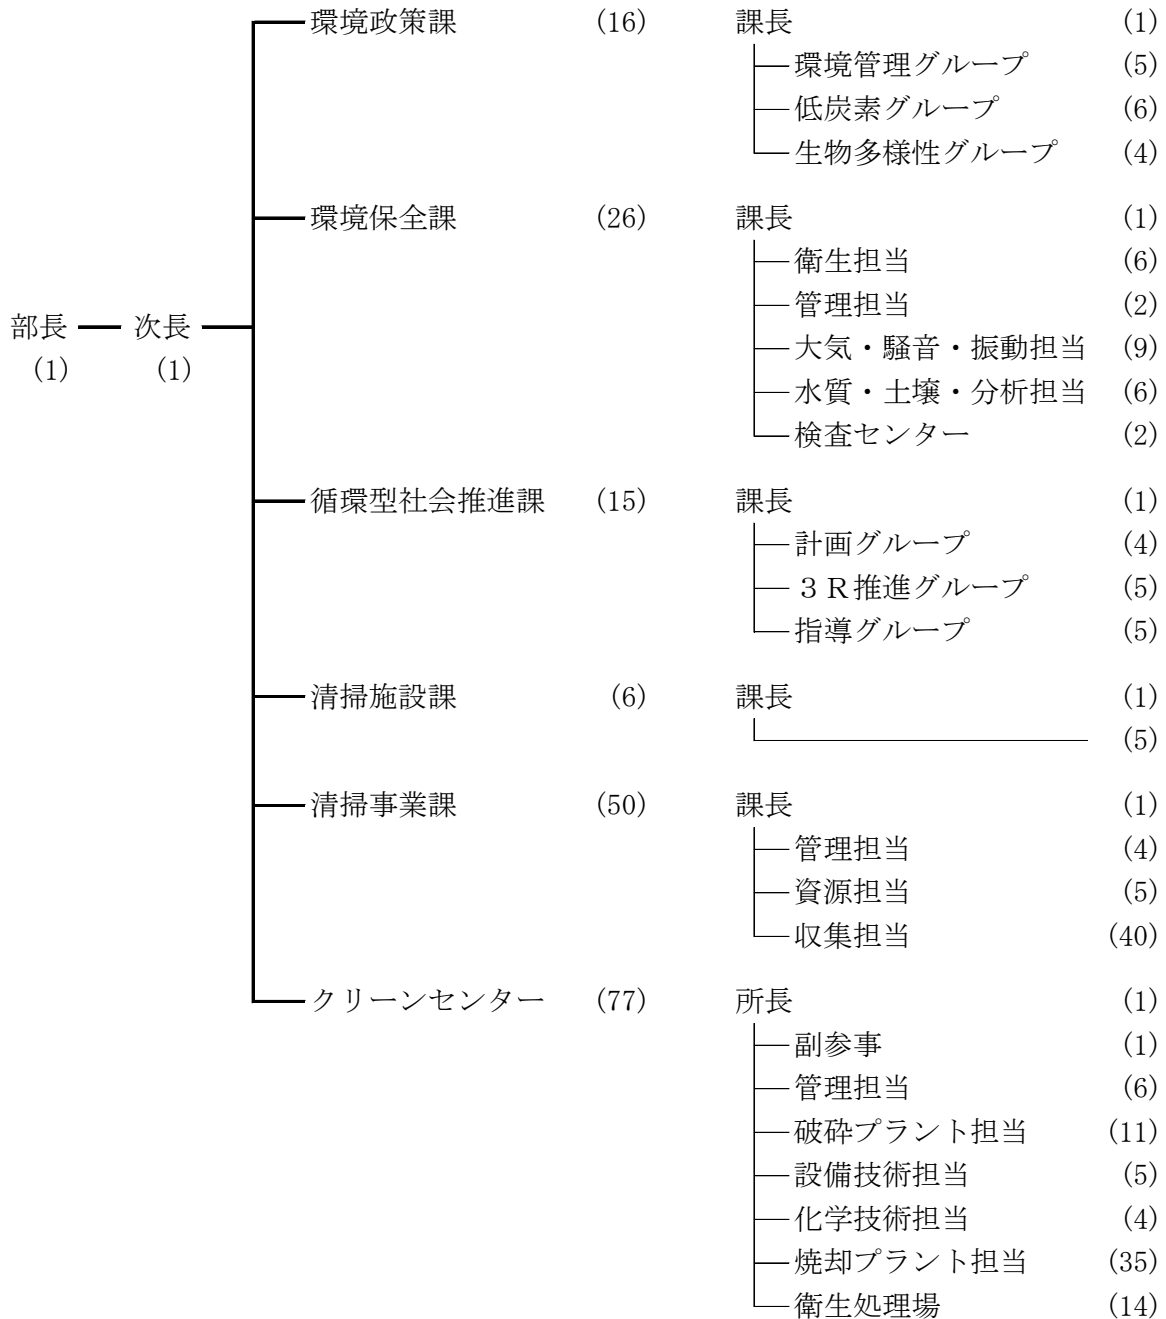 環境政策課 (16) 課長 (1)
環境管理グループ (5)
低炭素グループ (6)
生物多様性グループ (4)
環境保全課 (26) 課長 (1)
衛生担当 (6)
管理担当 (2)
部長 次長
大気・騒音・振動担当 (9)
(1) (1)
水質・土壌・分析担当 (6)
検査センター (2)
循環型社会推進課 (15) 課長 (1)
計画グループ (4)
３Ｒ推進グループ (5)
指導グループ (5)
清掃施設課 (6) 課長 (1)
(5)
清掃事業課 (50) 課長 (1)
管理担当 (4)
資源担当 (5)
収集担当 (40)
クリーンセンター (77) 所長 (1)
副参事 (1)
管理担当 (6)
破砕プラント担当 (11)
設備技術担当 (5)
化学技術担当 (4)
焼却プラント担当 (35)
衛生処理場 (14)